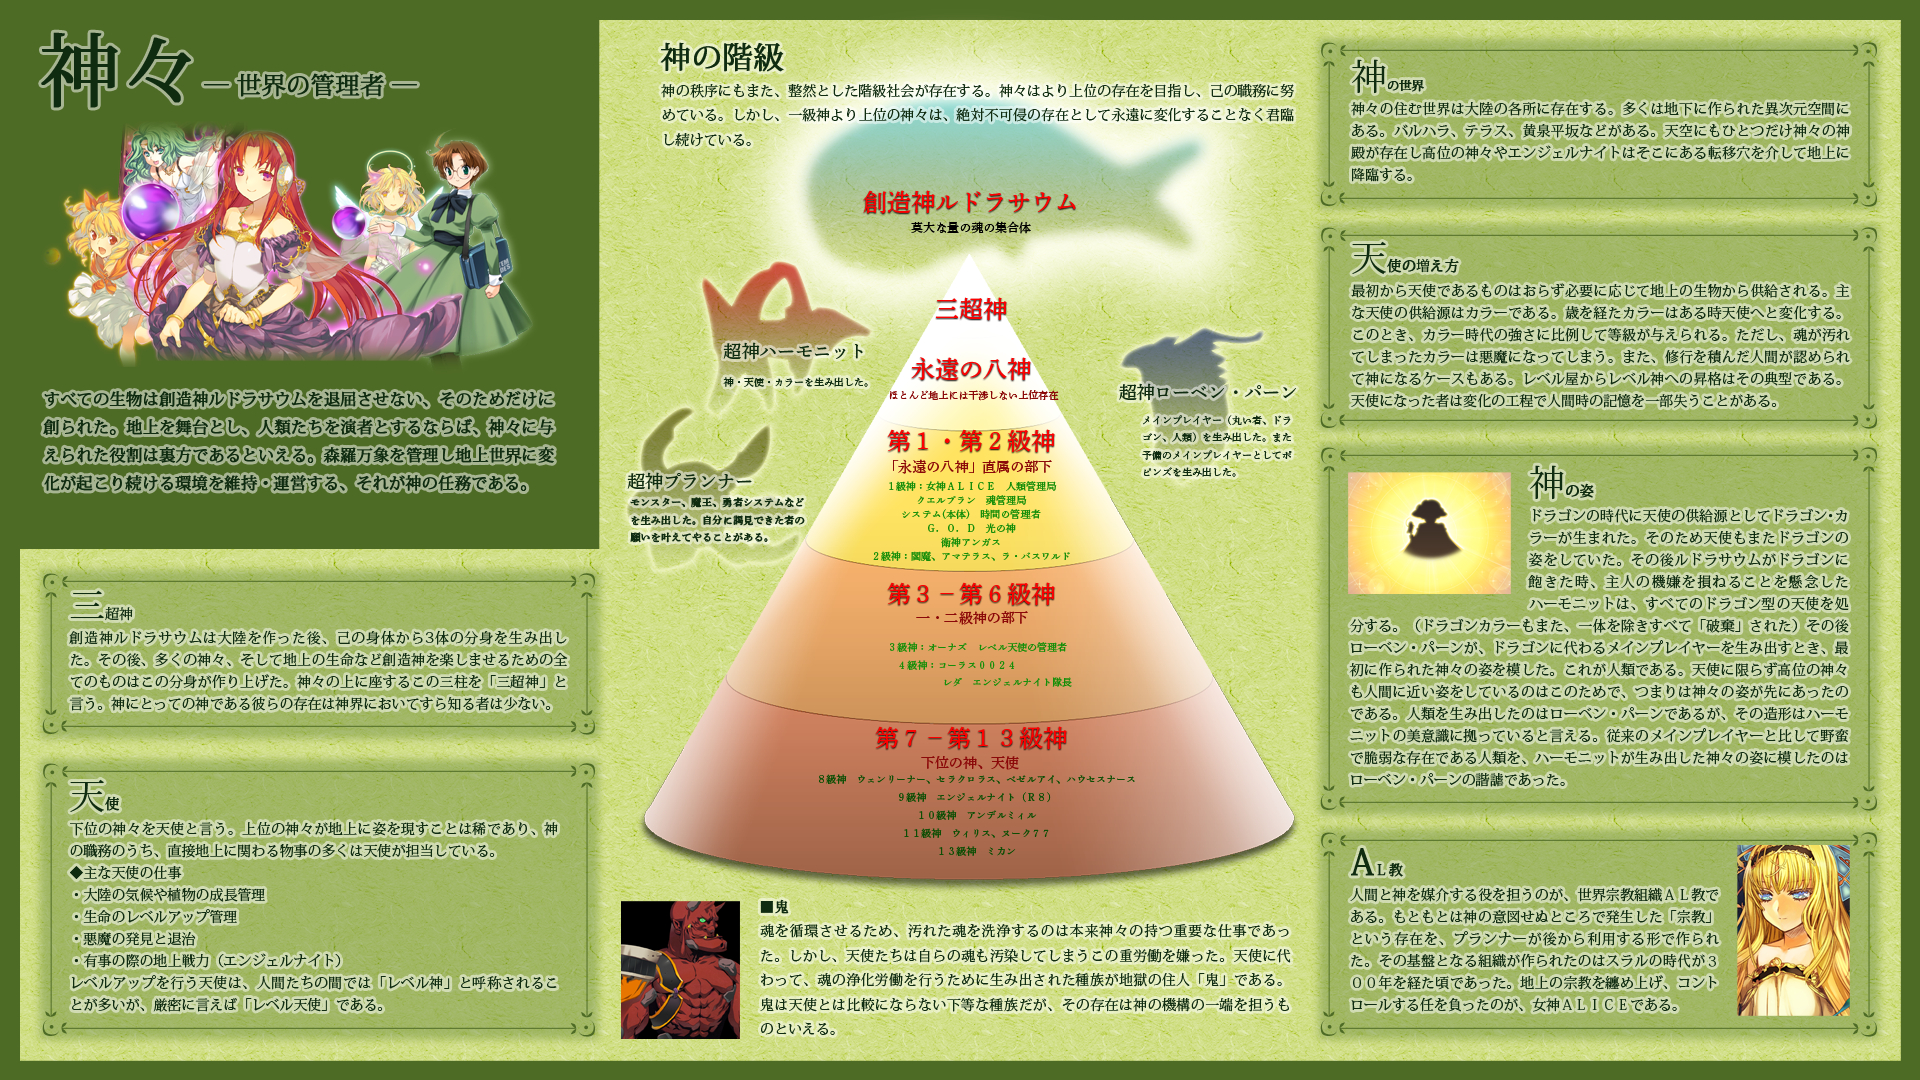 神々 ― 世界の管理者 ―
すべての生物は創造神ルドラサウムを退屈させない、そのためだけに
創られた。地上を舞台とし、人類たちを演者とするならば、神々に与
えられた役割は裏方であるといえる。森羅万象を管理し地上世界に変
化が起こり続ける環境を維持・運営する、それが神の任務である。
三超神
創造神ルドラサウムは大陸を作った後、己の身体から3体の分身を生み出し
た。その後、多くの神々、そして地上の生命など創造神を楽しませるための全
てのものはこの分身が作り上げた。神々の上に座するこの三柱を「三超神」と
言う。神にとっての神である彼らの存在は神界においてすら知る者は少ない。
天使
下位の神々を天使と言う。上位の神々が地上に姿を現すことは稀であり、神
の職務のうち、直接地上に関わる物事の多くは天使が担当している。
◆主な天使の仕事
・大陸の気候や植物の成長管理
・生命のレベルアップ管理
・悪魔の発見と退治
・有事の際の地上戦力（エンジェルナイト）
レベルアップを行う天使は、人間たちの間では「レベル神」と呼称されるこ
とが多いが、厳密に言えば「レベル天使」である。
神の階級
神の秩序にもまた、整然とした階級社会が存在する。神々はより上位の存在を目指し、己の職務に努
めている。しかし、一級神より上位の神々は、絶対不可侵の存在として永遠に変化することなく君臨
し続けている。
創造神ルドラサウム
莫大な量の魂の集合体
三超神
超神ハーモニット
神・天使・カラーを生み出した。
超神ローベン・パーン
メインプレイヤー（丸い者、ドラ
ゴン、人類）を生み出した。また
予備のメインプレイヤーとしてポ
ピンズを生み出した。
超神プランナー
モンスター、魔王、勇者システムなど
を生み出した。自分に謁見できた者の
願いを叶えてやることがある。
永遠の八神
ほとんど地上には干渉しない上位存在
第１・第２級神
「永遠の八神」直属の部下
１級神：女神ＡＬＩＣＥ　人類管理局
クエルプラン　魂管理局
システム(本体)　時間の管理者
Ｇ．Ｏ．Ｄ　光の神
衛神アンガス
２級神：閻魔、アマテラス、ラ・バスワルド
第３－第６級神
一・二級神の部下
３級神：オーナズ　レベル天使の管理者
４級神：コーラス００２４
レダ　エンジェルナイト隊長
第７－第１３級神
下位の神、天使
８級神　ウェンリーナー、セラクロラス、ベゼルアイ、ハウセスナース
９級神　エンジェルナイト（Ｒ８）
１０級神　アンデルミィル
１１級神　ウィリス、ヌーク７７
１３級神　ミカン
■鬼
魂を循環させるため、汚れた魂を洗浄するのは本来神々の持つ重要な仕事であっ
た。しかし、天使たちは自らの魂も汚染してしまうこの重労働を嫌った。天使に代
わって、魂の浄化労働を行うために生み出された種族が地獄の住人「鬼」である。
鬼は天使とは比較にならない下等な種族だが、その存在は神の機構の一端を担うも
のといえる。
神の世界
神々の住む世界は大陸の各所に存在する。多くは地下に作られた異次元空間に
ある。バルハラ、テラス、黄泉平坂などがある。天空にもひとつだけ神々の神
殿が存在し高位の神々やエンジェルナイトはそこにある転移穴を介して地上に
降臨する。
天使の増え方
最初から天使であるものはおらず必要に応じて地上の生物から供給される。主
な天使の供給源はカラーである。歳を経たカラーはある時天使へと変化する。
このとき、カラー時代の強さに比例して等級が与えられる。ただし、魂が汚れ
てしまったカラーは悪魔になってしまう。また、修行を積んだ人間が認められ
て神になるケースもある。レベル屋からレベル神への昇格はその典型である。
天使になった者は変化の工程で人間時の記憶を一部失うことがある。
神の姿
ドラゴンの時代に天使の供給源としてドラゴン・カ
ラーが生まれた。そのため天使もまたドラゴンの
姿をしていた。その後ルドラサウムがドラゴンに
飽きた時、主人の機嫌を損ねることを懸念した
ハーモニットは、すべてのドラゴン型の天使を処
分する。（ドラゴンカラーもまた、一体を除きすべて「破棄」された）その後
ローベン・パーンが、ドラゴンに代わるメインプレイヤーを生み出すとき、最
初に作られた神々の姿を模した。これが人類である。天使に限らず高位の神々
も人間に近い姿をしているのはこのためで、つまりは神々の姿が先にあったの
である。人類を生み出したのはローベン・パーンであるが、その造形はハーモ
ニットの美意識に拠っていると言える。従来のメインプレイヤーと比して野蛮
で脆弱な存在である人類を、ハーモニットが生み出した神々の姿に模したのは
ローベン・パーンの諧謔であった。
ＡＬ教
人間と神を媒介する役を担うのが、世界宗教組織ＡＬ教で
ある。もともとは神の意図せぬところで発生した「宗教」
という存在を、プランナーが後から利用する形で作られ
た。その基盤となる組織が作られたのはスラルの時代が３
００年を経た頃であった。地上の宗教を纏め上げ、コント
ロールする任を負ったのが、女神ＡＬＩＣＥである。